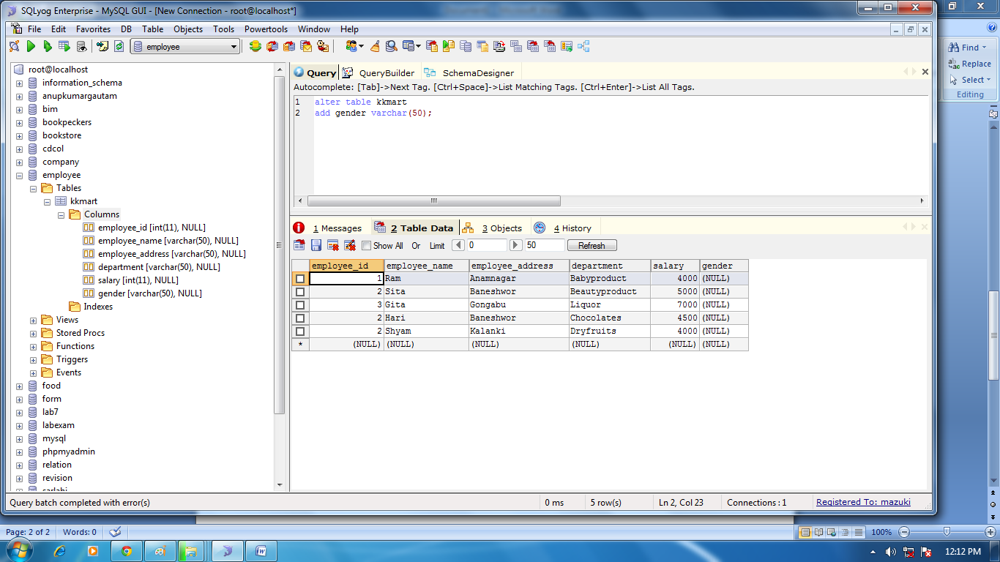 SQLyog Enterprise - MySQL GUI - [New Connection - root@localhost*]
File Edit Favorites DB Table Objects Tools Powertools Window Help
employee
root@localhost
information_schema
anupkumargautam
bim
bookpeckers
bookstore
cdcol
company
employee
Tables
kkmart
Columns
employee_id [int(11), NULL]
employee_name [varchar(50), NULL]
employee_address [varchar(50), NULL]
department [varchar(50), NULL]
salary [int(11), NULL]
gender [varchar(50), NULL]
Indexes
Views
Stored Procs
Functions
Triggers
Events
food
form
lab7
labexam
mysql
phpmyadmin
relation
revision
Query QueryBuilder SchemaDesigner
Autocomplete: [Tab]->Next Tag. [Ctrl+Space]->List Matching Tags. [Ctrl+Enter]->List All Tags.
1 alter table kkmart
2 add gender varchar(50);
1 Messages 2 Table Data 3 Objects 4 History
Show All Or Limit 0 50 Refresh
employee_id employee_name employee_address department salary gender
1 Ram Anamnagar Babyproduct 4000 (NULL)
2 Sita Baneshwor Beautyproduct 5000 (NULL)
3 Gita Gongabu Liquor 7000 (NULL)
2 Hari Baneshwor Chocolates 4500 (NULL)
2 Shyam Kalanki Dryfruits 4000 (NULL)
* (NULL) (NULL) (NULL) (NULL) (NULL) (NULL)
Query batch completed with error(s) 0 ms 5 row(s) Ln 2, Col 23 Connections : 1 Registered To: mazuki
Find
Replace
Select
Editing
Page: 2 of 2 Words: 0 100%
12:12 PM